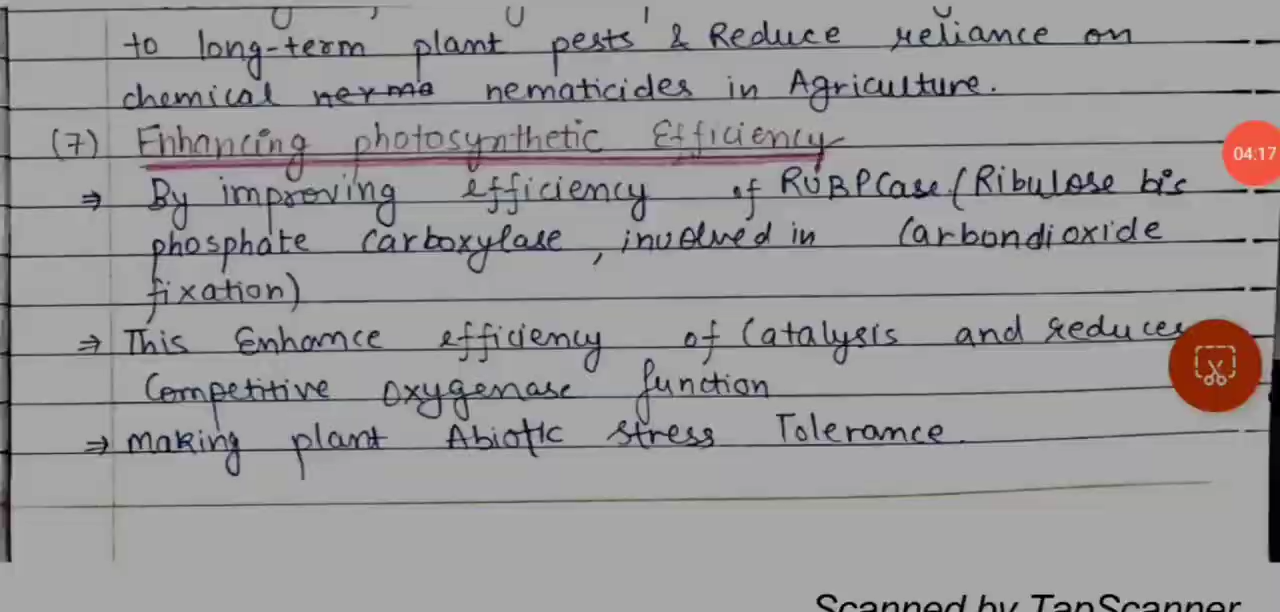 to long-term plant pests & Reduce reliance on
chemical nerma nematicides in Agriculture.
(7) Enhancing photosynthetic Efficiency
⇒ By improving efficiency of RUBPCase (Ribulose bis
phosphate carboxylase, involved in Carbondioxide
fixation)
⇒ This Enhance efficiency of Catalysis and reduces
Competitive oxygenase function
⇒ making plant Abiotic stress Tolerance.
04:17
Scanned by TapScanner